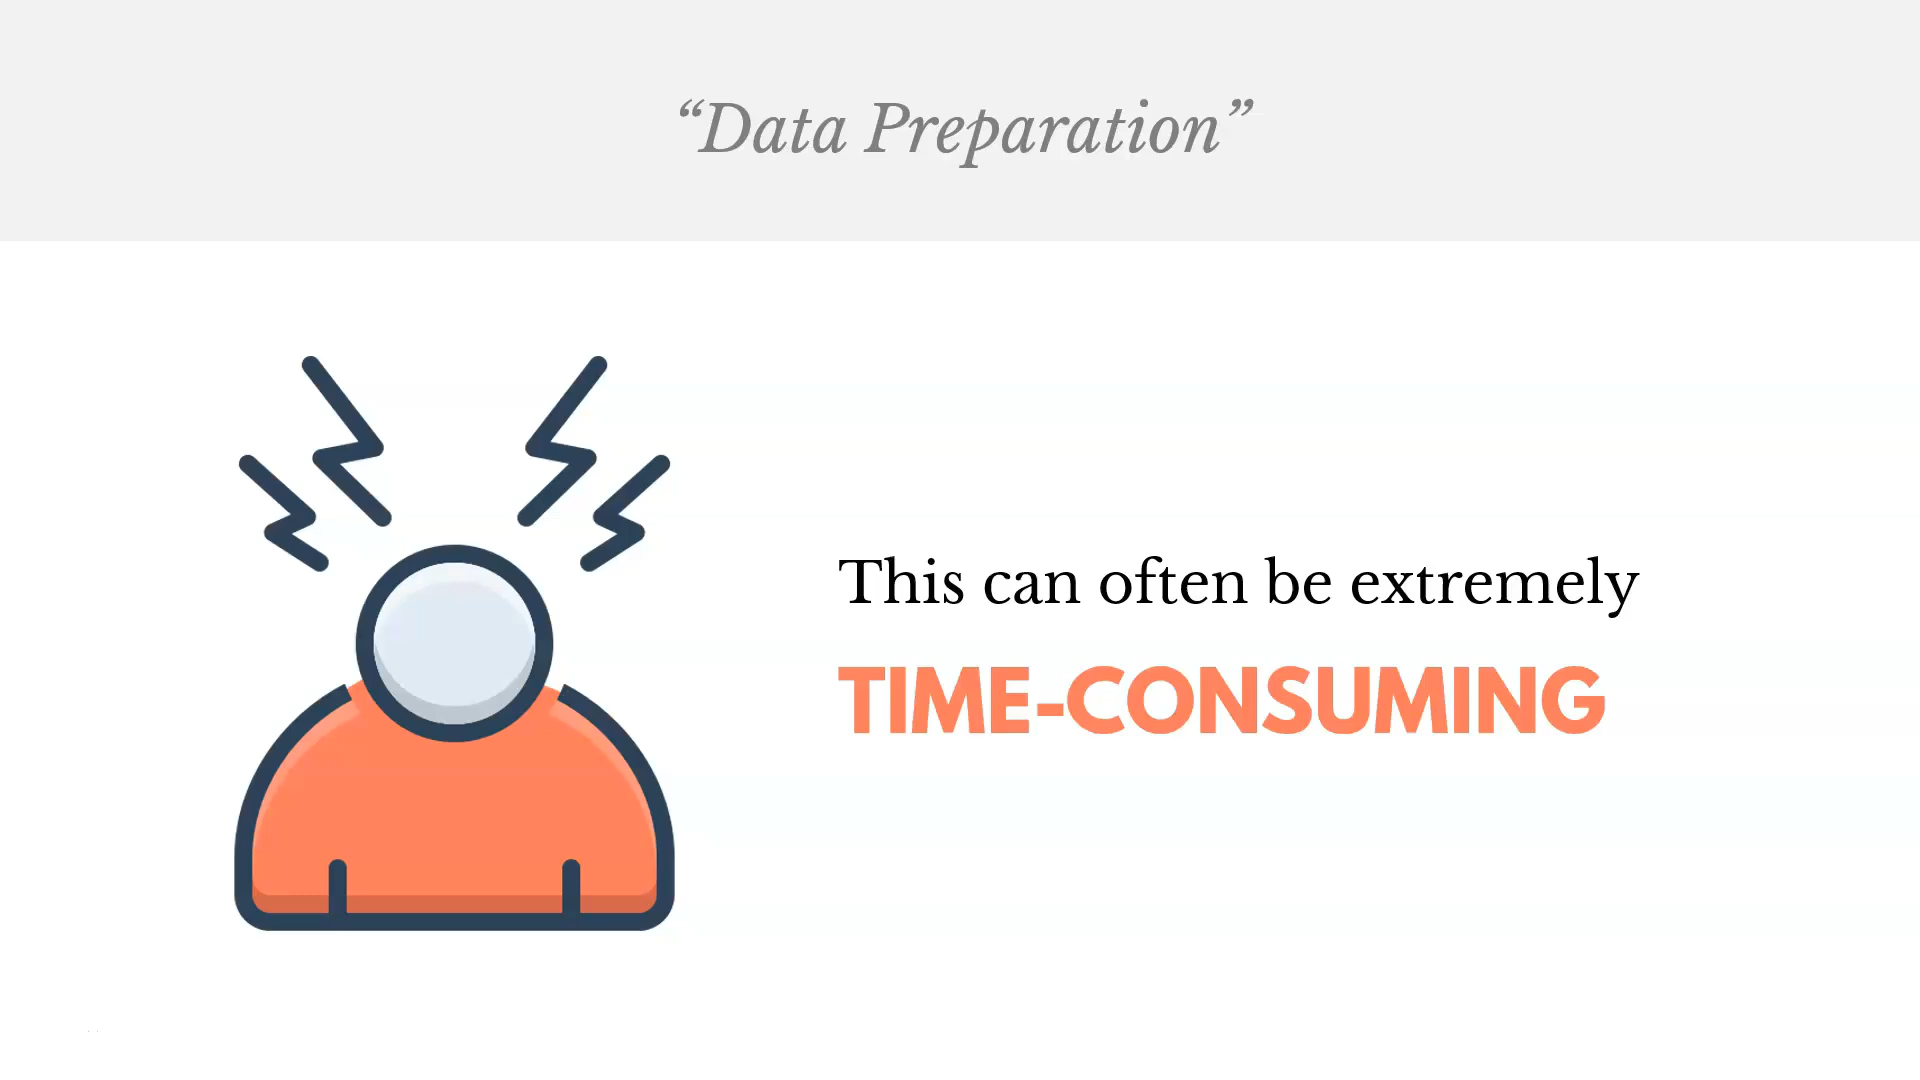 “Data Preparation”
This can often be extremely
TIME-CONSUMING